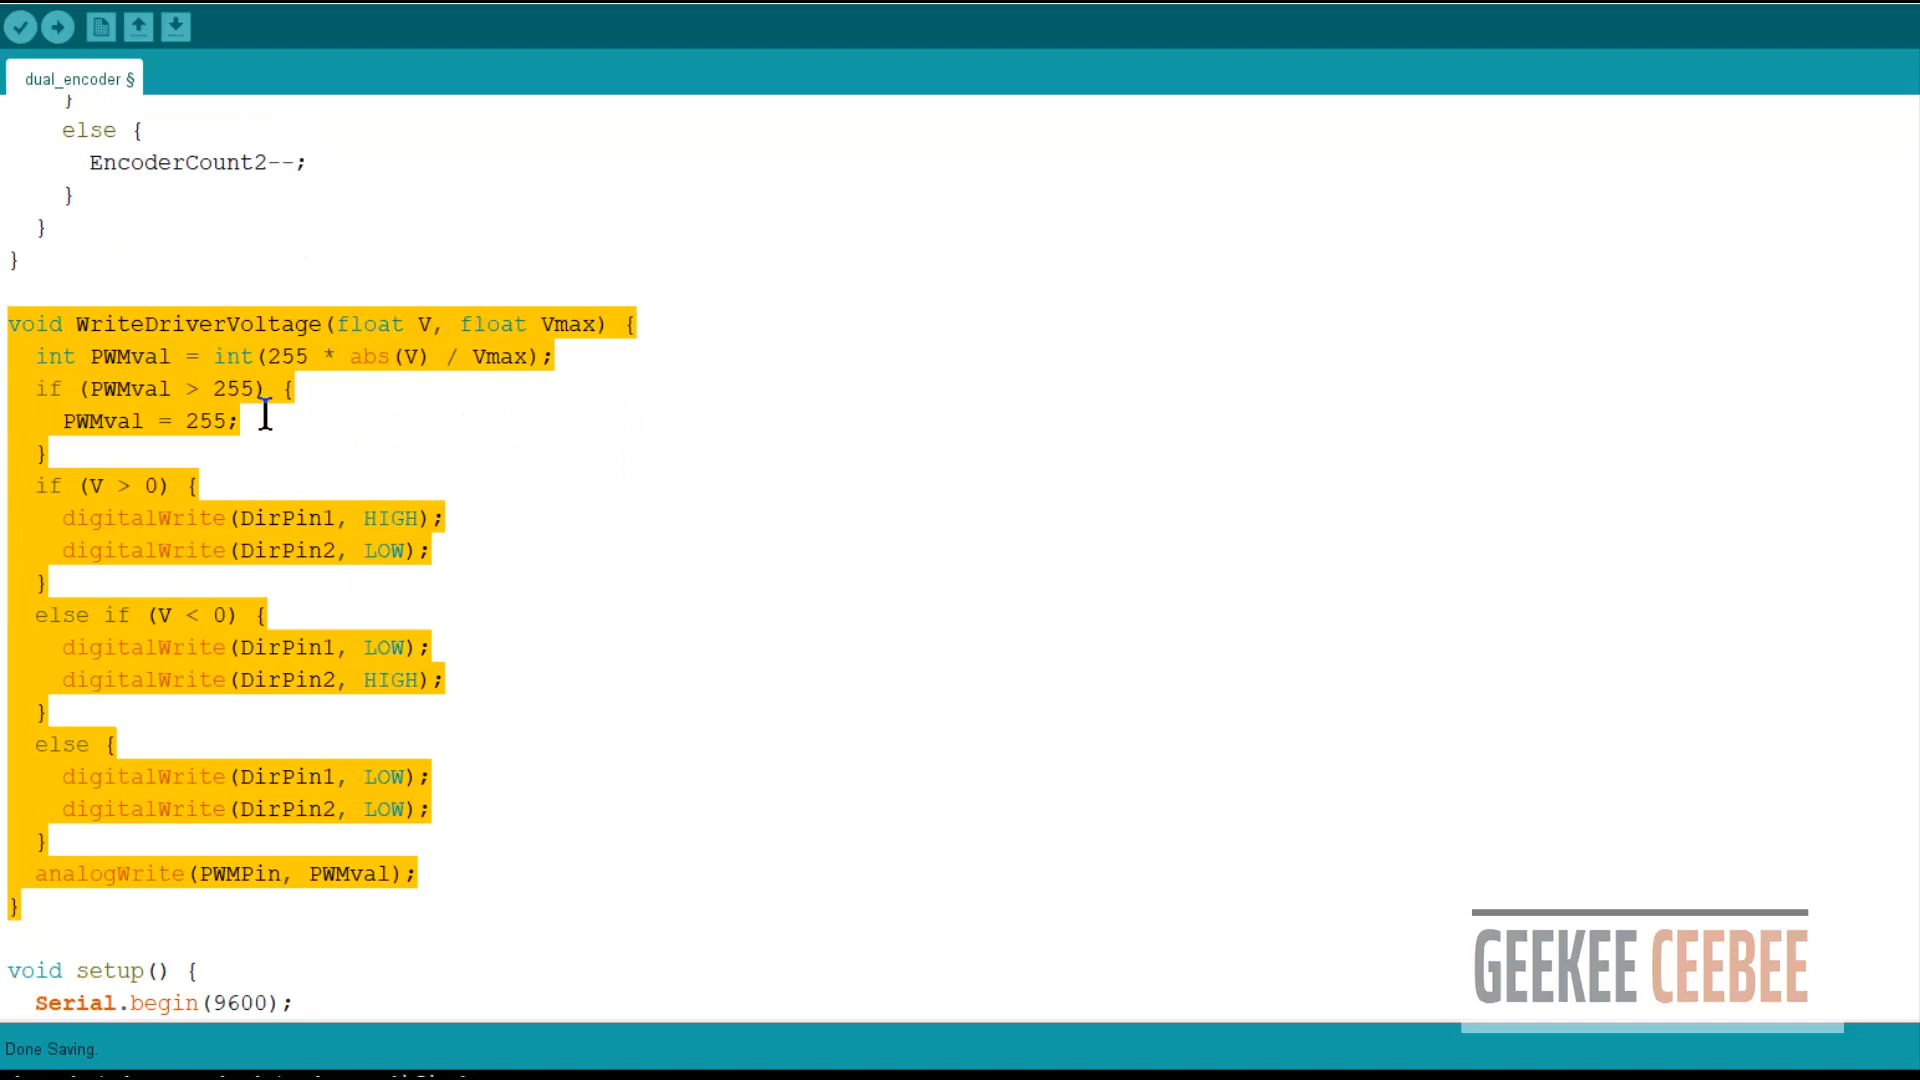 dual_encoder §
}
else {
EncoderCount2--;
}
}
}
void WriteDriverVoltage(float V, float Vmax) {
int PWMval = int(255 * abs(V) / Vmax);
if (PWMval > 255) {
PWMval = 255;
}
if (V > 0) {
digitalWrite(DirPin1, HIGH);
digitalWrite(DirPin2, LOW);
}
else if (V < 0) {
digitalWrite(DirPin1, LOW);
digitalWrite(DirPin2, HIGH);
}
else {
digitalWrite(DirPin1, LOW);
digitalWrite(DirPin2, LOW);
}
analogWrite(PWMPin, PWMval);
}
void setup() {
Serial.begin(9600);
GEEKEE CEEBEE
Done Saving.